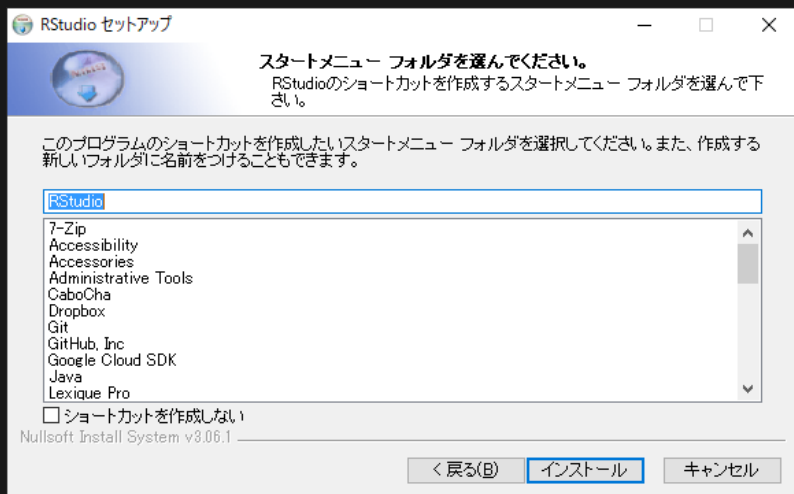 RStudio セットアップ
スタートメニュー フォルダを選んでください。
RStudioのショートカットを作成するスタートメニュー フォルダを選んで下
さい。
このプログラムのショートカットを作成したいスタートメニュー フォルダを選択してください。また、作成する
新しいフォルダに名前をつけることもできます。
RStudio
7-Zip
Accessibility
Accessories
Administrative Tools
CaboCha
Dropbox
Git
GitHub, Inc
Google Cloud SDK
Java
Lexique Pro
ショートカットを作成しない
Nullsoft Install System v3.06.1
< 戻る(B)
インストール
キャンセル